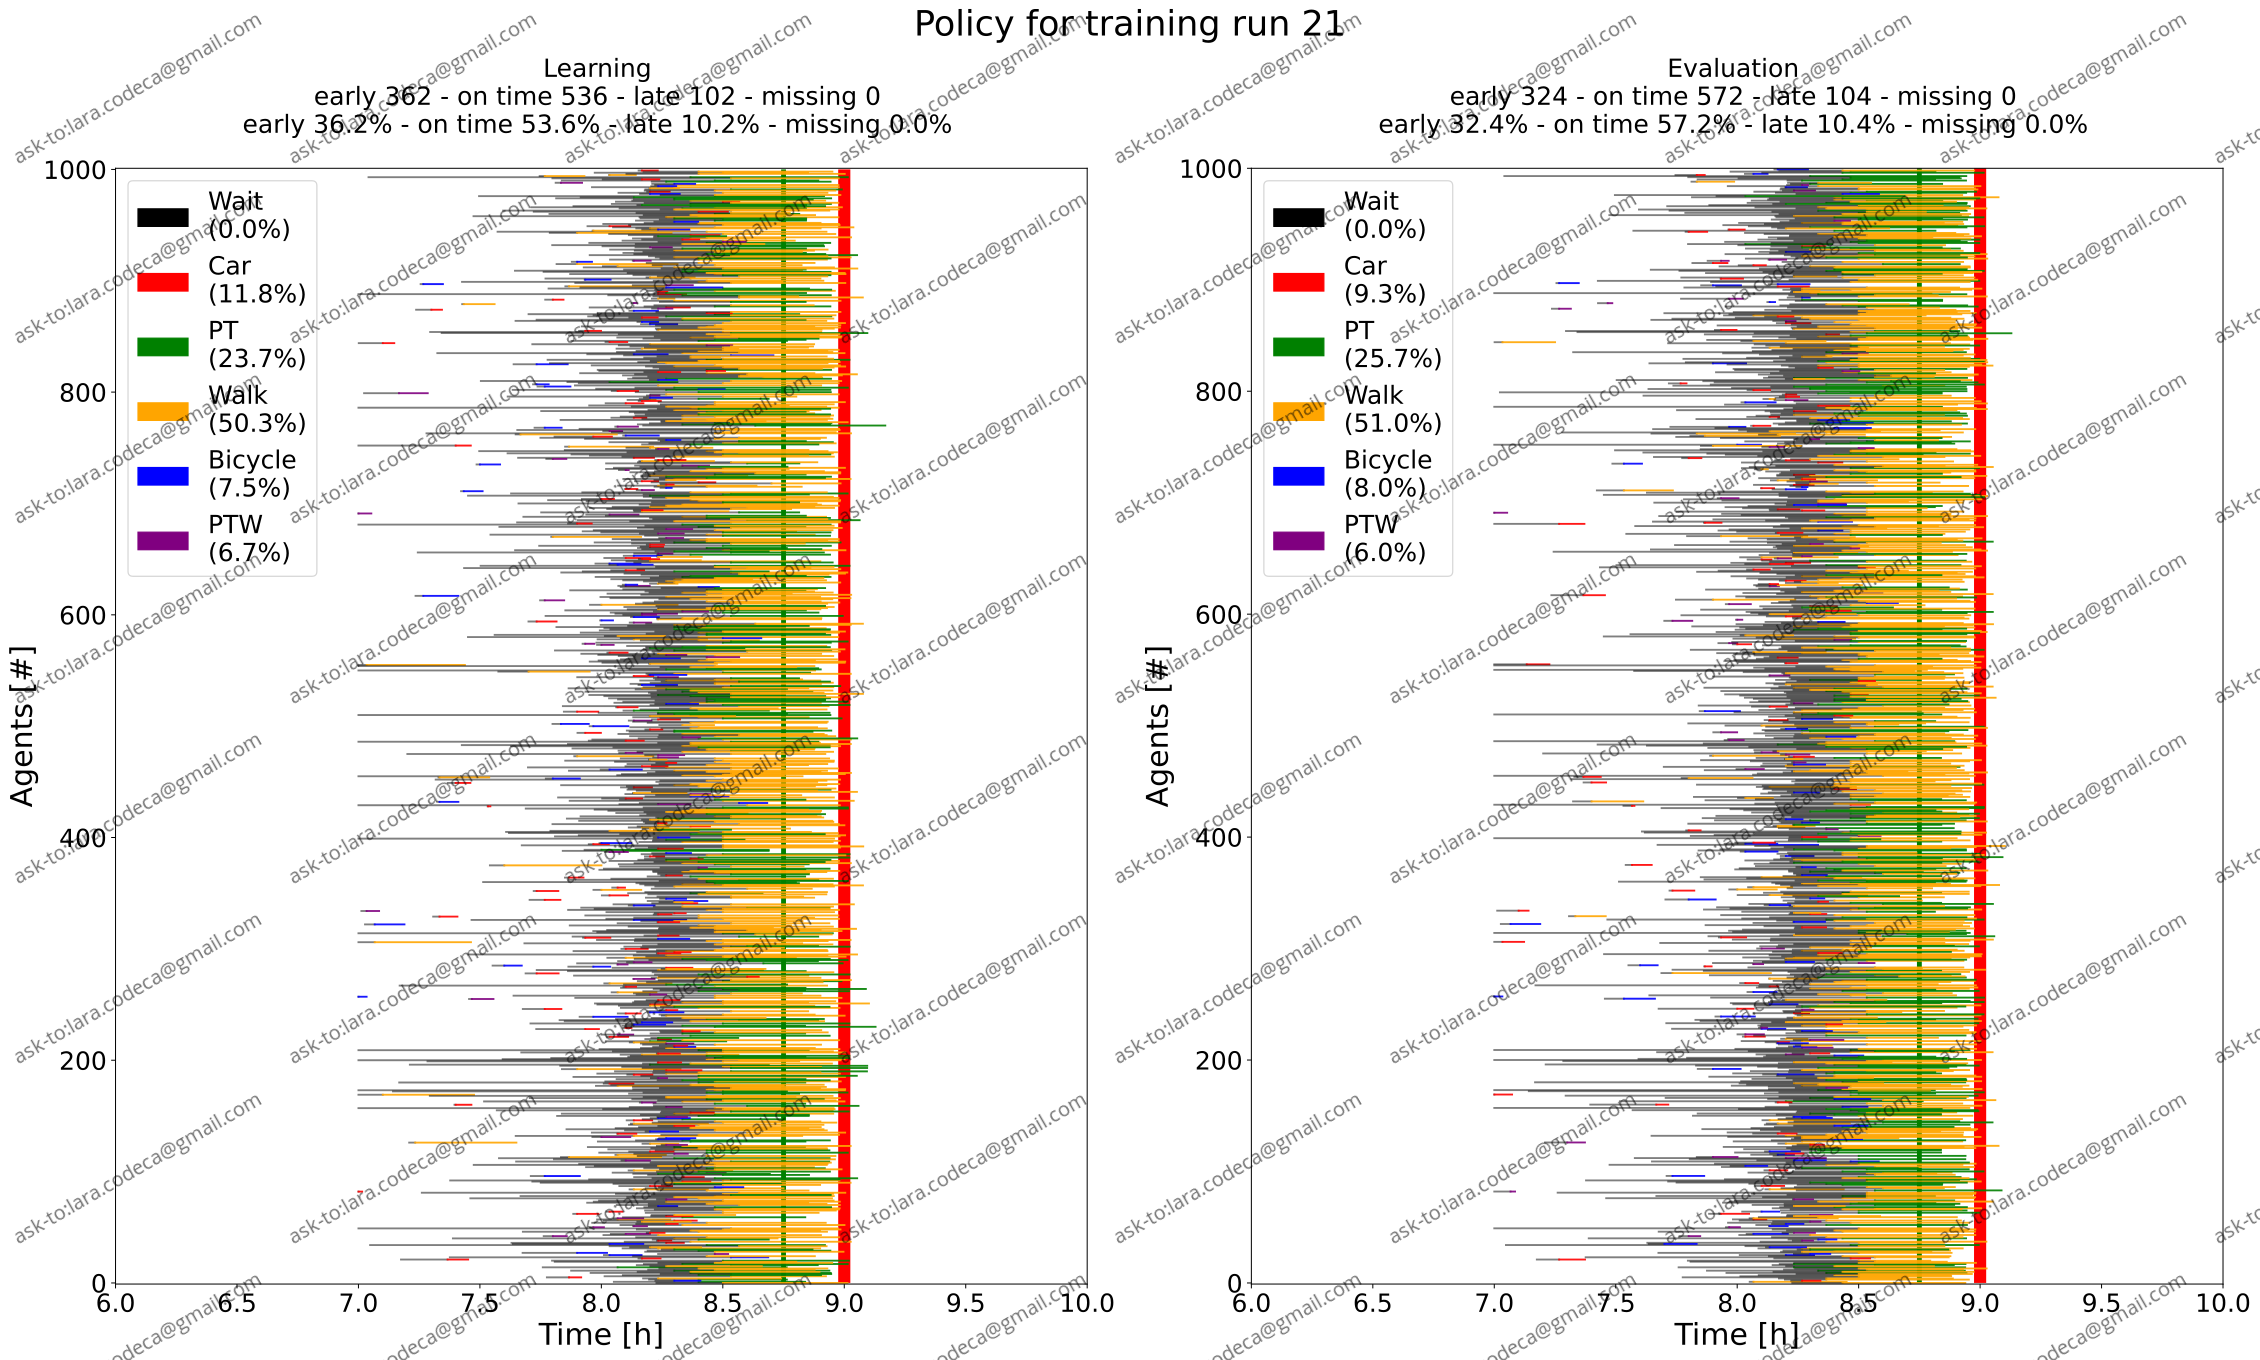 Policy for training run 21
Learning
early 362 - on time 536 - late 102 - missing 0
early 36.2% - on time 53.6% - late 10.2% - missing 0.0%
Agents [#]
1000
800
600
400
200
0
Wait
(0.0%)
Car
(11.8%)
PT
(23.7%)
Walk
(50.3%)
Bicycle
(7.5%)
PTW
(6.7%)
6.0 6.5 7.0 7.5 8.0 8.5 9.0 9.5 10.0
Time [h]
Evaluation
early 324 - on time 572 - late 104 - missing 0
early 32.4% - on time 57.2% - late 10.4% - missing 0.0%
Agents [#]
1000
800
600
400
200
0
Wait
(0.0%)
Car
(9.3%)
PT
(25.7%)
Walk
(51.0%)
Bicycle
(8.0%)
PTW
(6.0%)
6.0 6.5 7.0 7.5 8.0 8.5 9.0 9.5 10.0
Time [h]
ask-to:lara.codeca@gmail.com